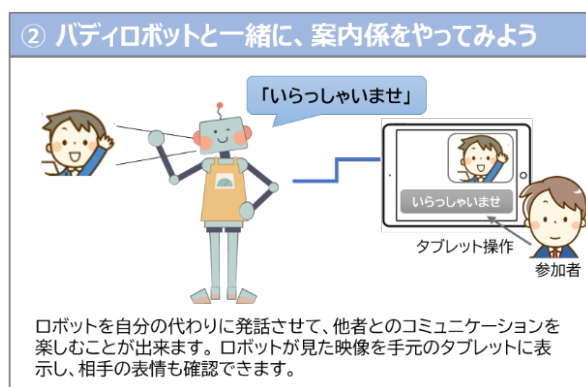 ② バディロボットと一緒に、案内係をやってみよう
「いらっしゃいませ」
いらっしゃいませ
タブレット操作
参加者
ロボットを自分の代わりに発話させて、他者とのコミュニケーションを
楽しむことが出来ます。ロボットが見た映像を手元のタブレットに表
示し、相手の表情も確認できます。